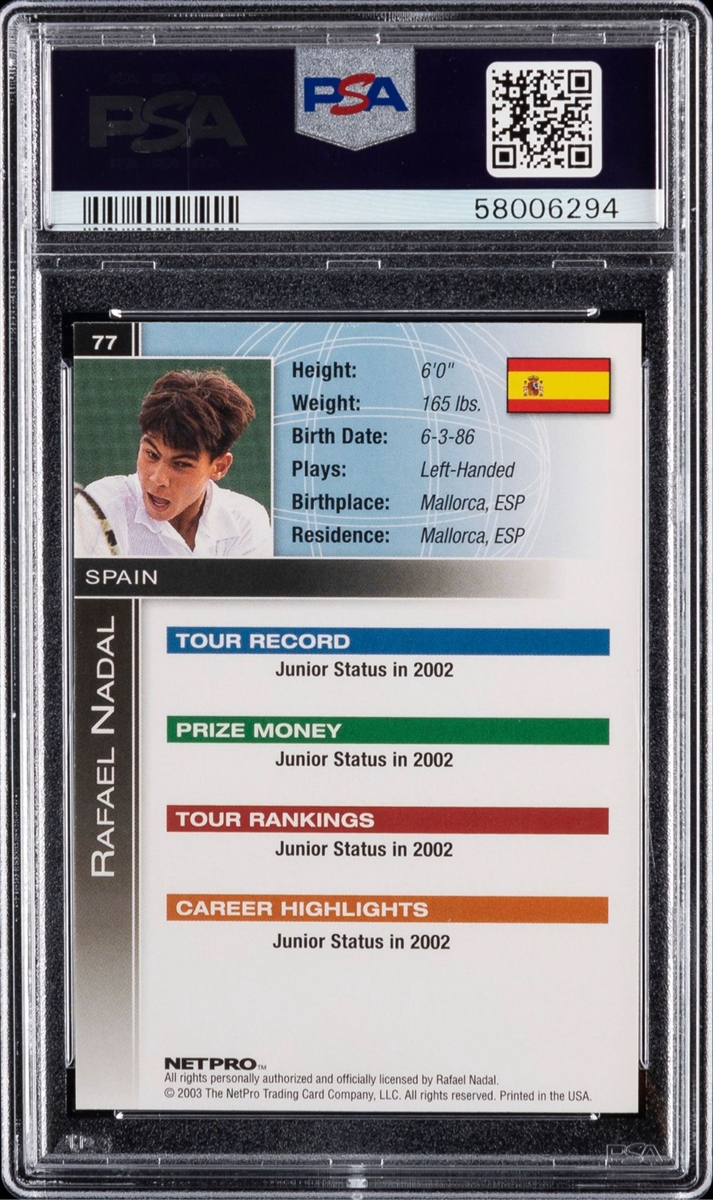 PSA
PSA
58006294
77
Height: 6'0"
Weight: 165 lbs.
Birth Date: 6-3-86
Plays: Left-Handed
Birthplace: Mallorca, ESP
Residence: Mallorca, ESP
SPAIN
RAFAEL NADAL
TOUR RECORD
Junior Status in 2002
PRIZE MONEY
Junior Status in 2002
TOUR RANKINGS
Junior Status in 2002
CAREER HIGHLIGHTS
Junior Status in 2002
NETPRO™
All rights personally authorized and officially licensed by Rafael Nadal.
© 2003 The NetPro Trading Card Company, LLC. All rights reserved. Printed in the USA.
PSA